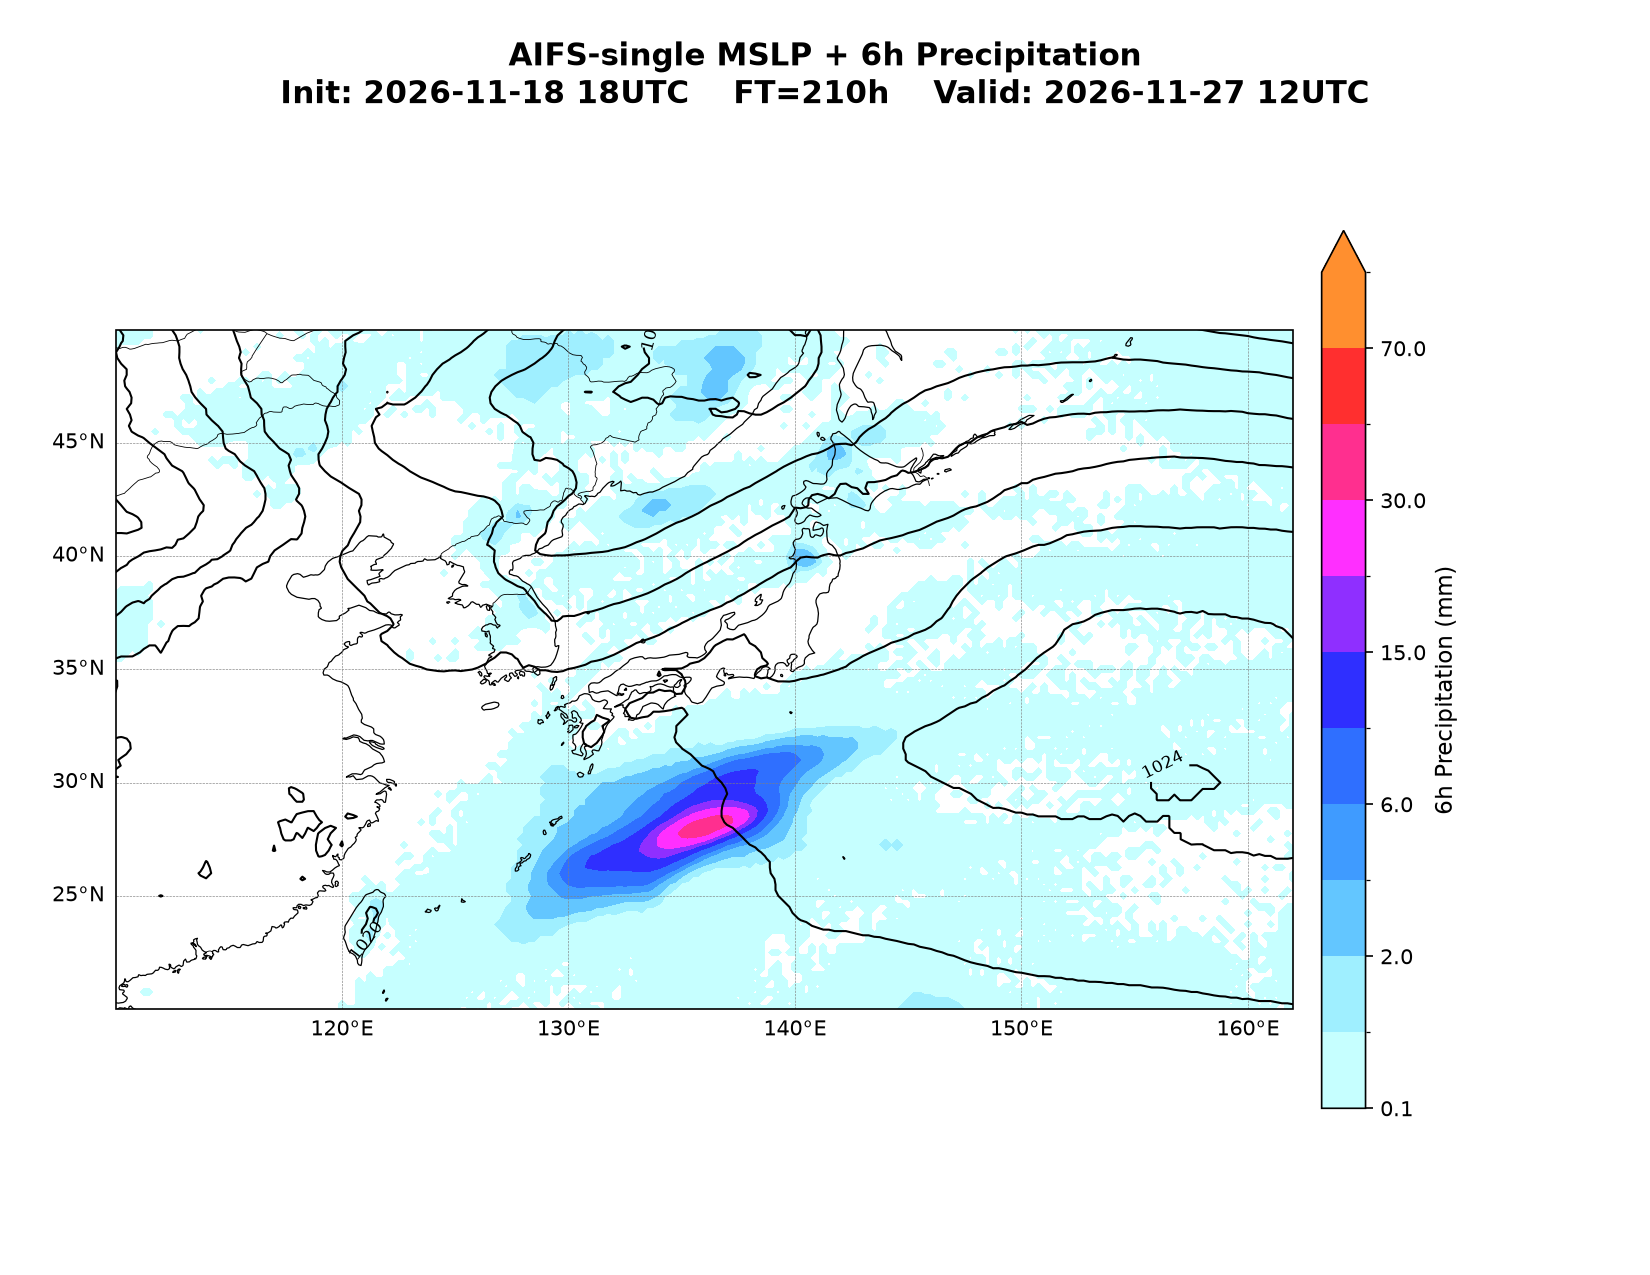 AIFS-single MSLP + 6h Precipitation
Init: 2026-11-18 18UTC    FT=210h    Valid: 2026-11-27 12UTC
10
45°N
40°N
35°N
30°N
25°N
1024
1020
120°E
130°E
140°E
150°E
160°E
70.0
30.0
15.0
6.0
2.0
0.1
6h Precipitation (mm)